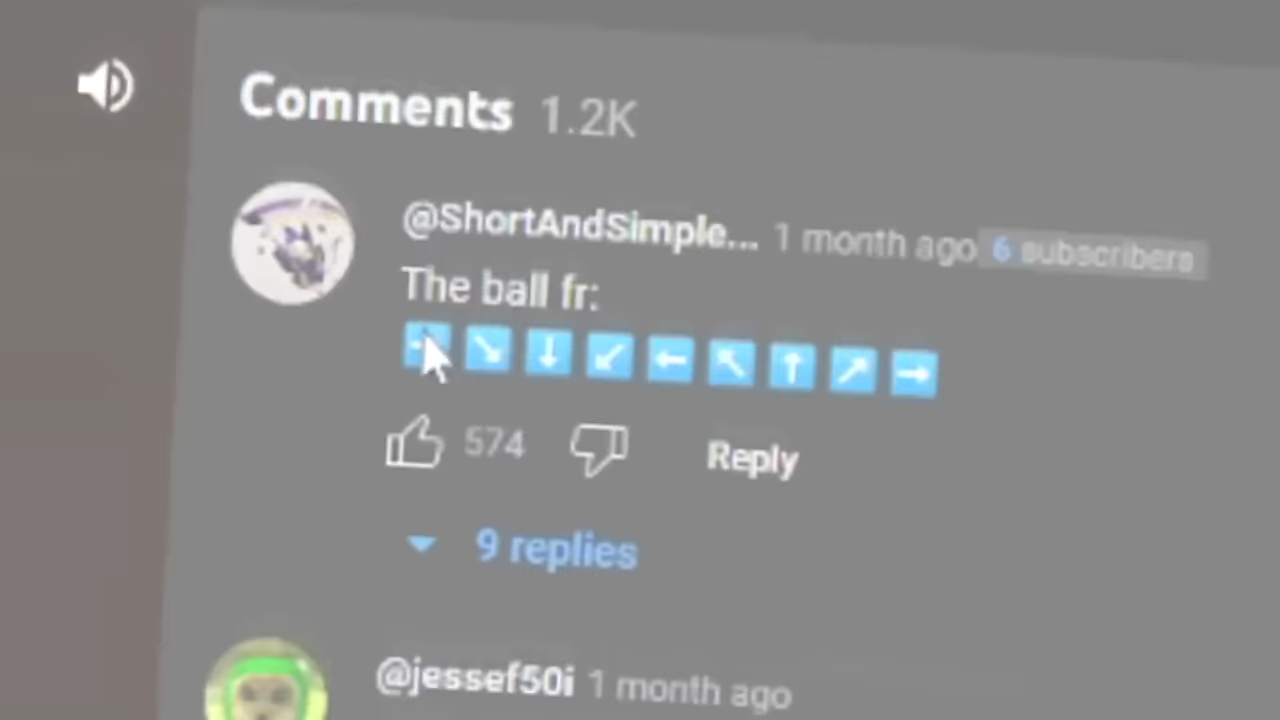 Comments 1.2K
@ShortAndSimple... 1 month ago 6 subscribers
The ball fr:
➡️↘️⬇️↙️⬅️↖️⬆️↗️➡️
574 Reply
9 replies
@jessef50i 1 month ago